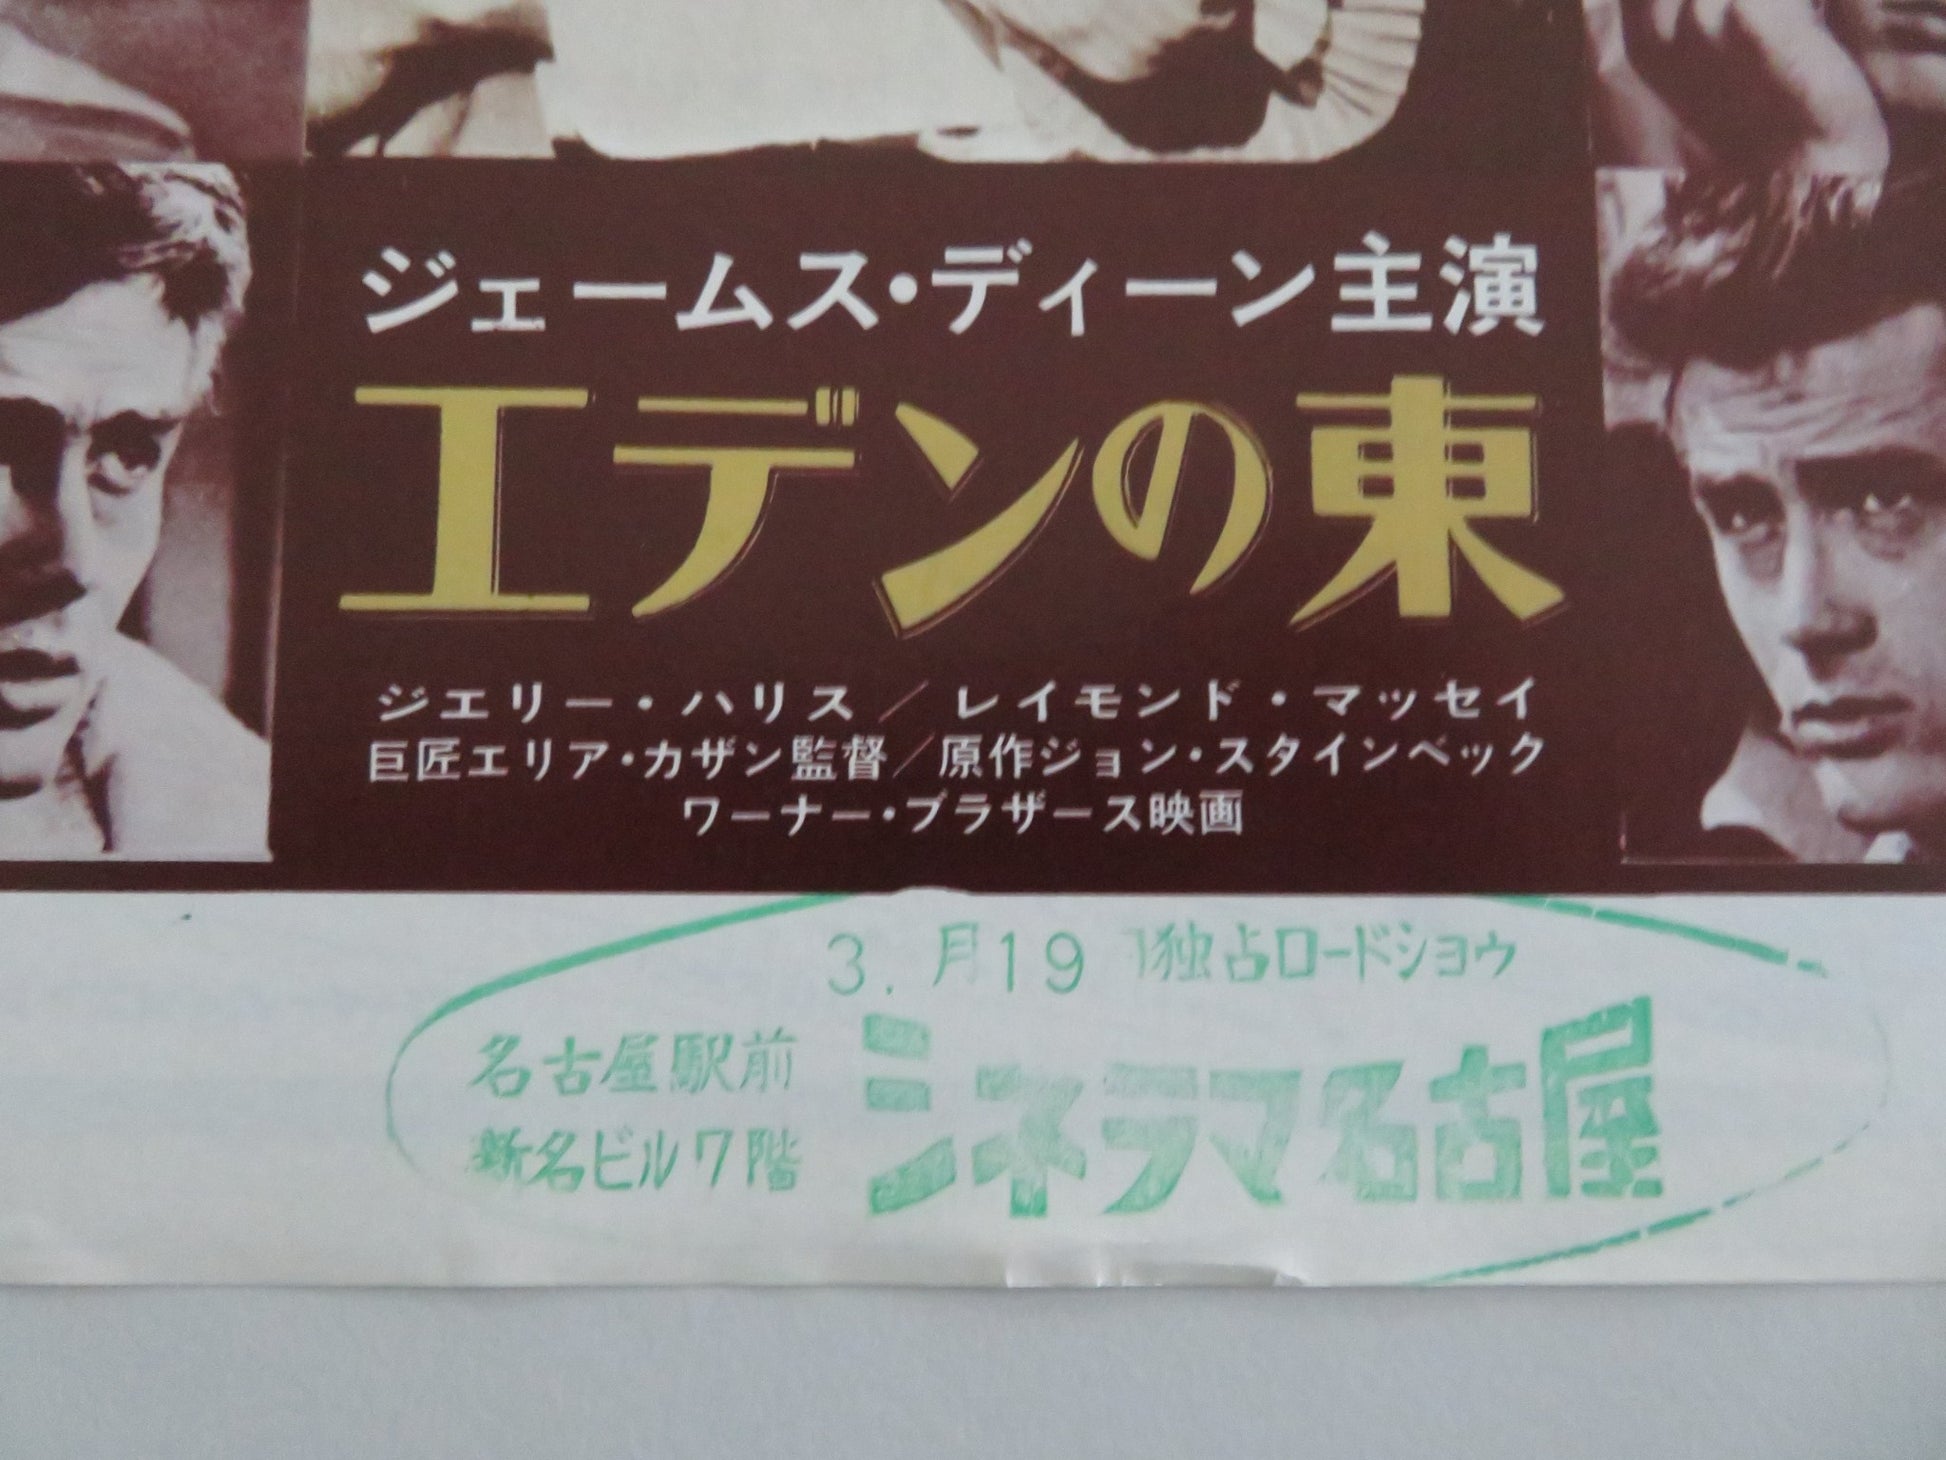 ジェームス・ディーン主演
エデンの東
ジエリー・ハリス／レイモンド・マッセイ
巨匠エリア・カザン監督／原作ジョン・スタインベック
ワーナー・ブラザース映画
3.月19 独占ロードショウ
名古屋駅前
新名ビル7階
シネラマ名古屋